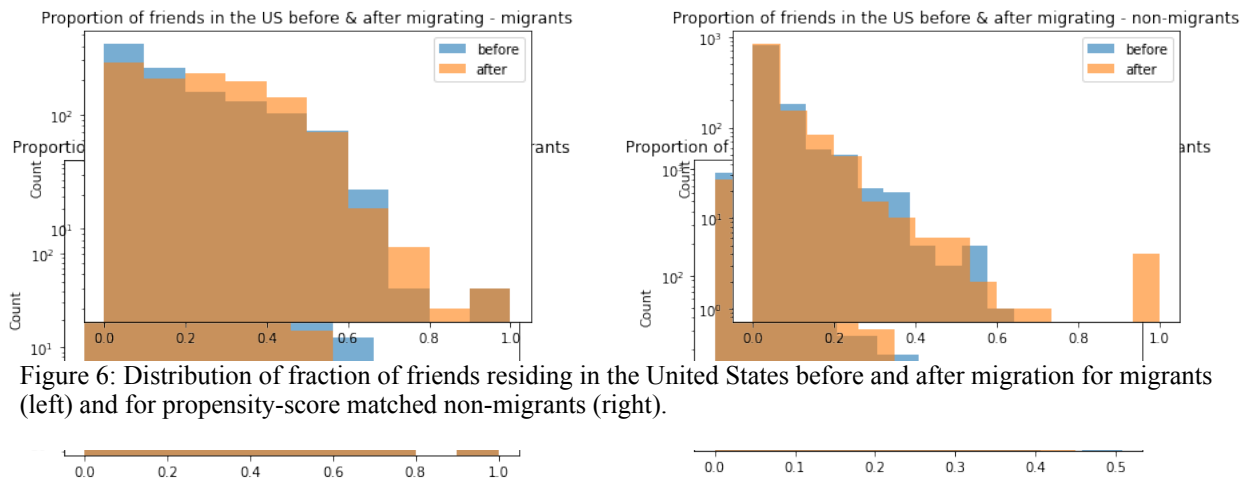 Proportion of friends in the US before & after migrating - migrants
before
after
10²
Count
10¹
0.0 0.2 0.4 0.6 0.8 1.0
Proportion of friends in the US before & after migrating - non-migrants
before
after
10³
10²
Count
10¹
10⁰
0.0 0.2 0.4 0.6 0.8 1.0
rants
10²
Count
10¹
Proportion of
10³
10²
Count
Figure 6: Distribution of fraction of friends residing in the United States before and after migration for migrants
(left) and for propensity-score matched non-migrants (right).
0.0 0.2 0.4 0.6 0.8 1.0
0.0 0.1 0.2 0.3 0.4 0.5